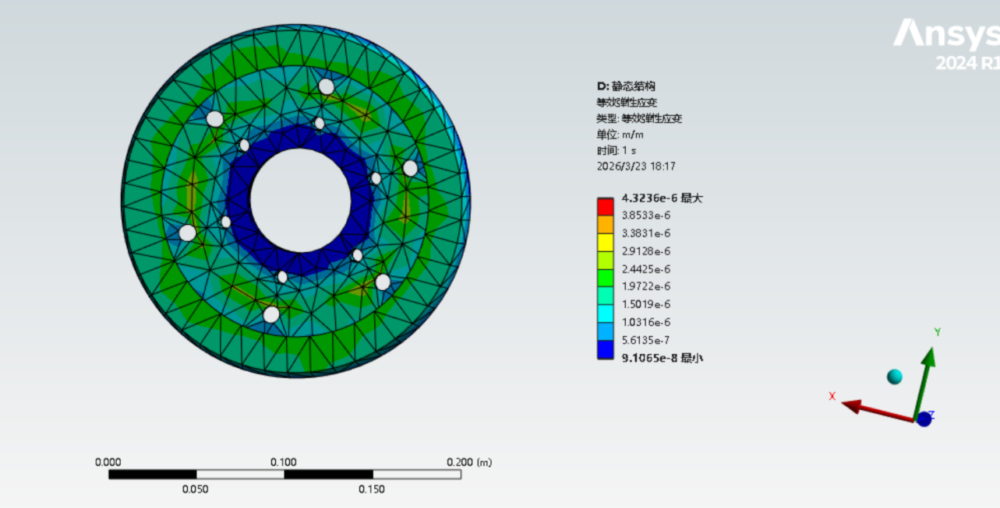 Ansys
2024 R1
D: 静态结构
等效弹性应变
类型: 等效弹性应变
单位: m/m
时间: 1 s
2026/3/23 18:17
4.3236e-6 最大
3.8533e-6
3.3831e-6
2.9128e-6
2.4425e-6
1.9722e-6
1.5019e-6
1.0316e-6
5.6135e-7
9.1065e-8 最小
Y
X
Z
0.000 0.100 0.200 (m)
0.050 0.150